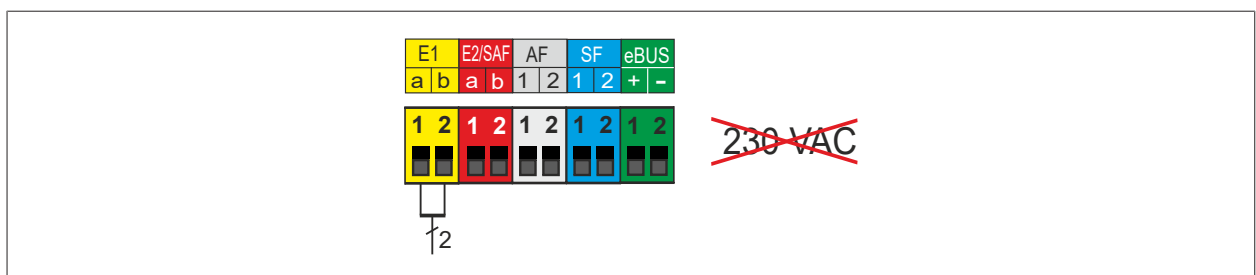 E1 E2/SAF AF SF eBUS
a b a b 1 2 1 2 + -
1 2 1 2 1 2 1 2 1 2
230 VAC
2